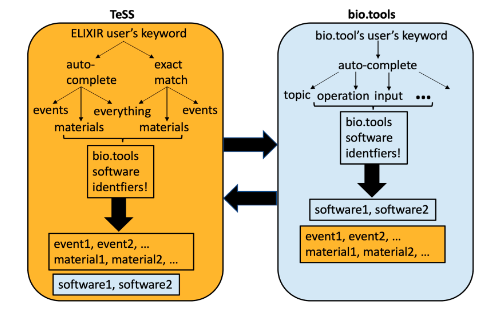 TeSS
ELIXIR user's keyword
auto-
complete
exact
match
events
everything
events
materials
materials
bio.tools
software
identfiers!
event1, event2, ...
material1, material2, ...
software1, software2
bio.tools
bio.tool's user's keyword
auto-complete
topic operation input ...
bio.tools
software
identifiers!
software1, software2
event1, event2, ...
material1, material2, ...